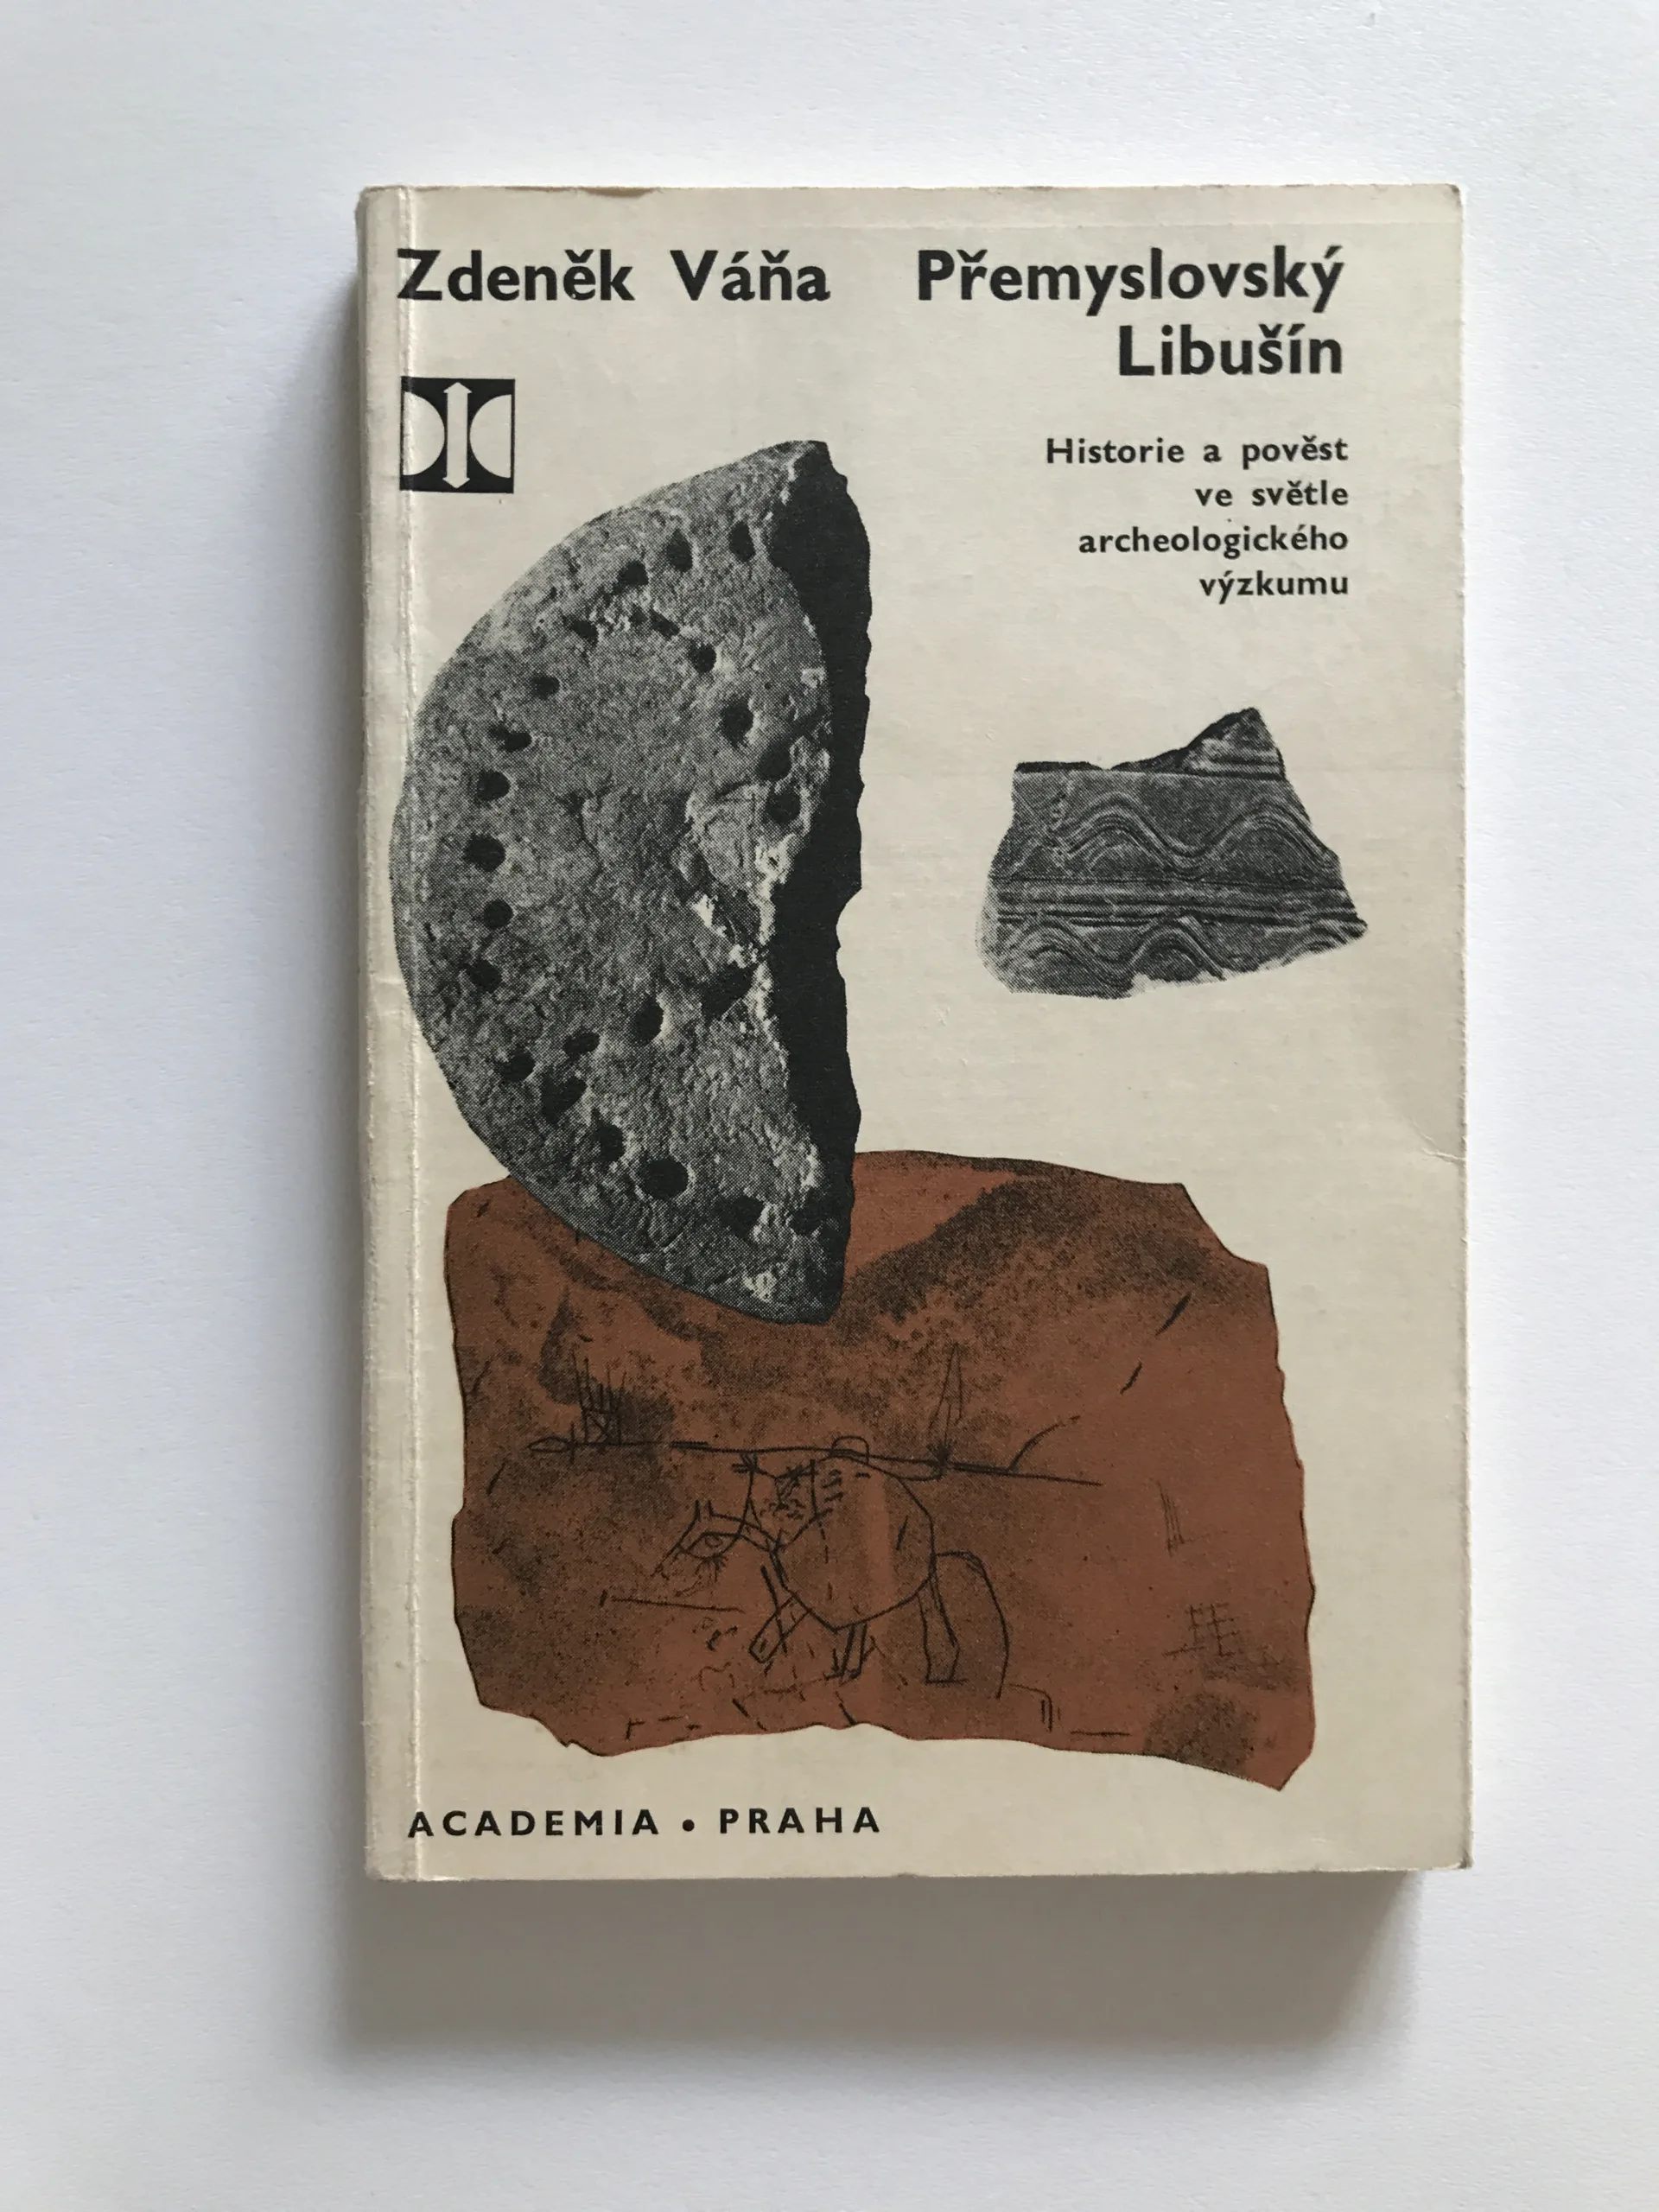 Zdeněk Váňa
Přemyslovský
Libušín
Historie a pověst
ve světle
archeologického
výzkumu
ACADEMIA • PRAHA